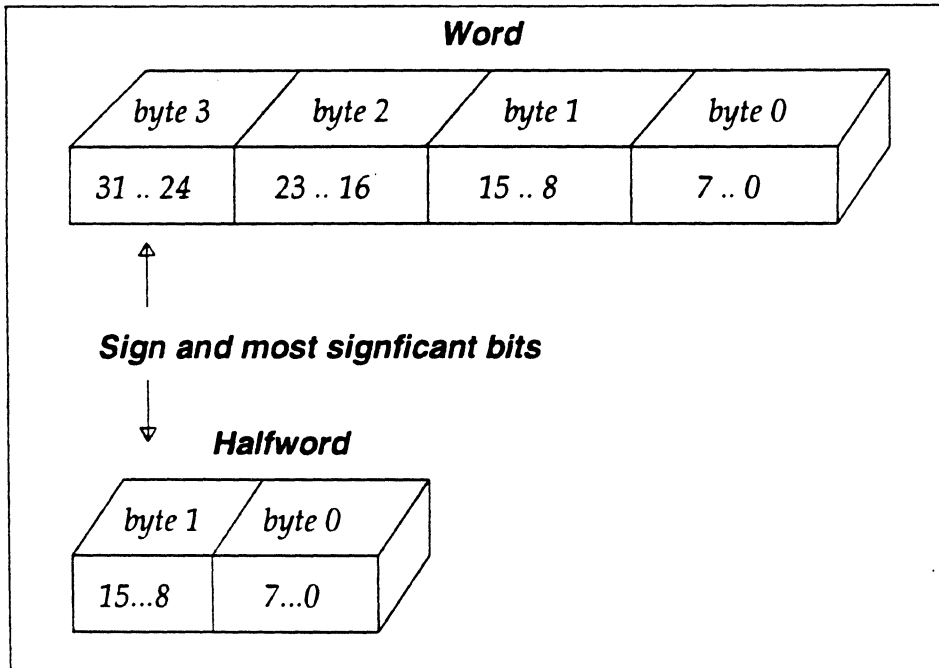 Word
byte 3 byte 2 byte 1 byte 0
31 .. 24 23 .. 16 15 .. 8 7 .. 0
Sign and most signficant bits
Halfword
byte 1 byte 0
15...8 7...0